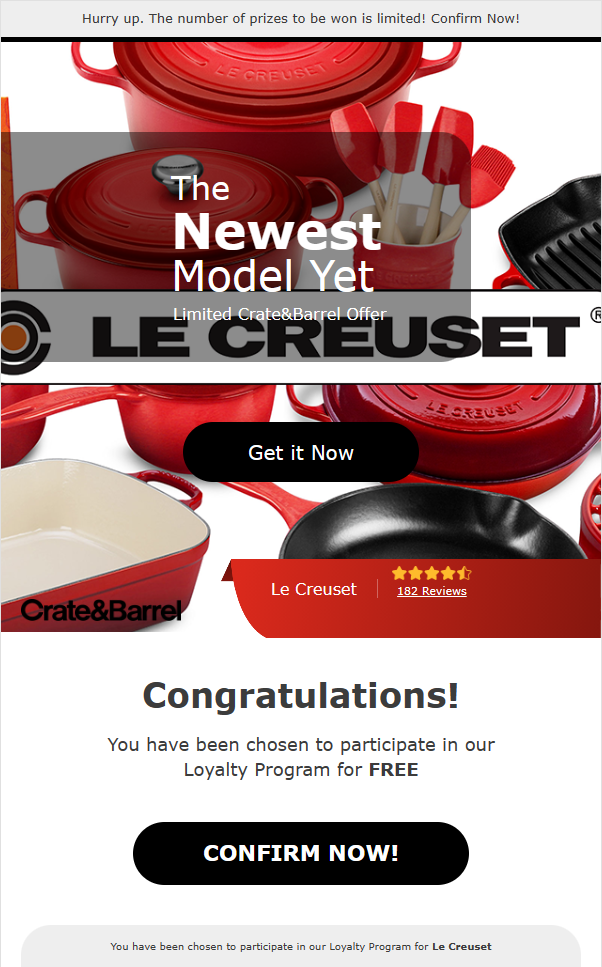 Hurry up. The number of prizes to be won is limited! Confirm Now!
LE CREUSET
The
Newest
Model Yet
Limited Crate&Barrel Offer
LE CREUSET ®
LE CREUSET
Get it Now
Crate&Barrel
Le Creuset
182 Reviews
Congratulations!
You have been chosen to participate in our
Loyalty Program for FREE
CONFIRM NOW!
You have been chosen to participate in our Loyalty Program for Le Creuset